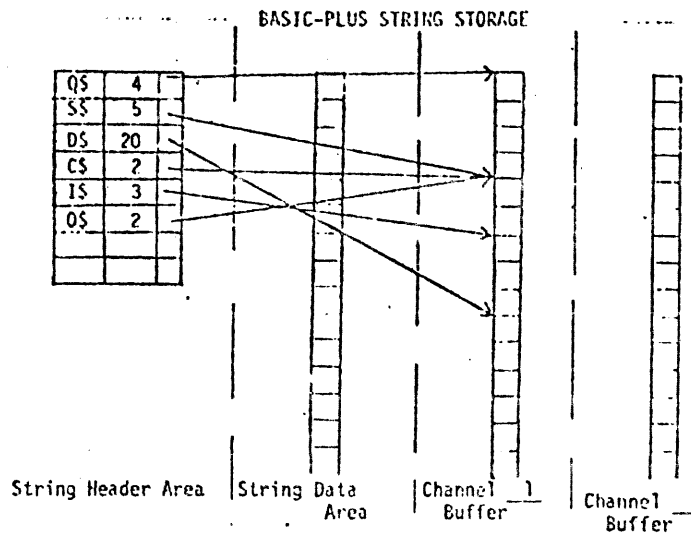 BASIC-PLUS STRING STORAGE
Q$ 4
S$ 5
D$ 20
C$ 2
I$ 3
O$ 2
String Header Area
String Data
Area
Channel 1
Buffer
Channel
Buffer